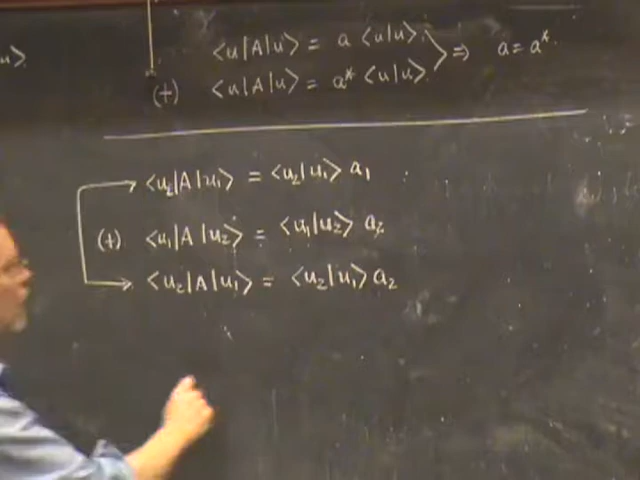 u⟩
⟨u|A|u⟩ = a ⟨u|u⟩
⇒ a = a*.
(+) ⟨u|A|u⟩ = a* ⟨u|u⟩
⟨u₂|A|u₁⟩ = ⟨u₂|u₁⟩ a₁
(+) ⟨u₁|A|u₂⟩ = ⟨u₁|u₂⟩ a₂
⟨u₂|A|u₁⟩ = ⟨u₂|u₁⟩ a₂